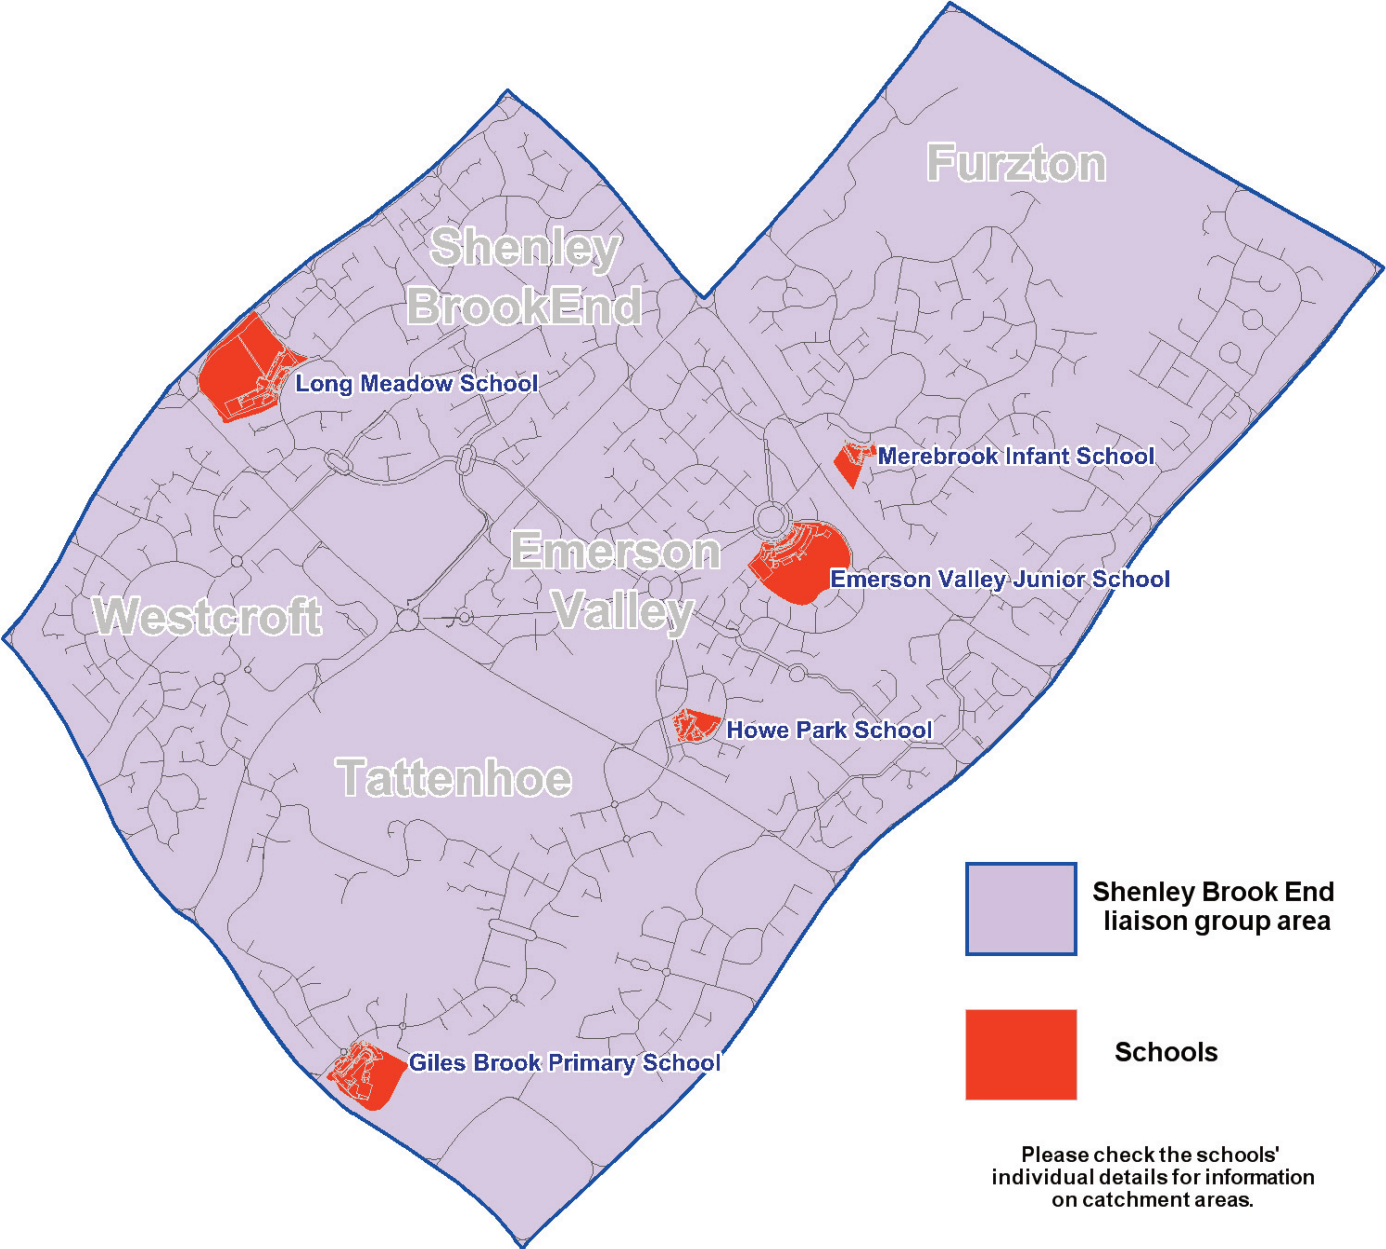 Furzton
Shenley
BrookEnd
Long Meadow School
Merebrook Infant School
Emerson
Valley
Emerson Valley Junior School
Westcroft
Howe Park School
Tattenhoe
Shenley Brook End
liaison group area
Schools
Giles Brook Primary School
Please check the schools'
individual details for information
on catchment areas.